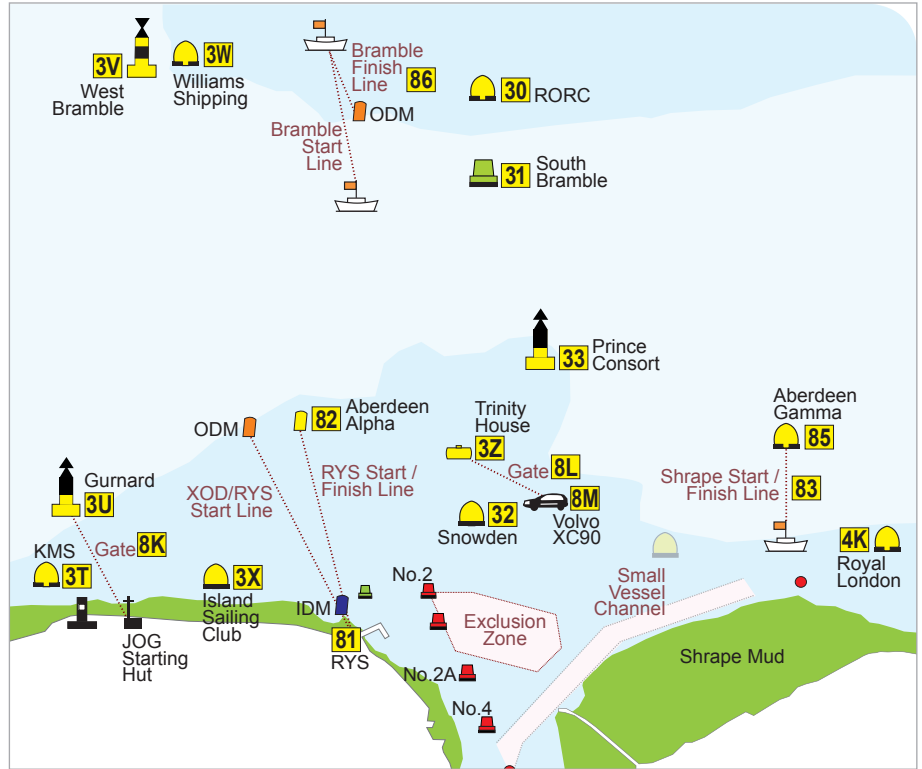 3V
West
Bramble
3W
Williams
Shipping
Bramble
Finish
Line
86
ODM
Bramble
Start
Line
30 RORC
31 South
Bramble
33 Prince
Consort
ODM
82 Aberdeen
Alpha
Trinity
House
3Z
Gate 8L
8M
Volvo
XC90
Aberdeen
Gamma
85
Shrape Start /
Finish Line
83
Gurnard
3U
XOD/RYS
Start Line
RYS Start /
Finish Line
32
Snowden
4K
Royal
London
Gate 8K
KMS
3T
3X
Island
Sailing
Club
JOG
Starting
Hut
IDM
81
RYS
No.2
Exclusion
Zone
No.2A
No.4
Small
Vessel
Channel
Shrape Mud